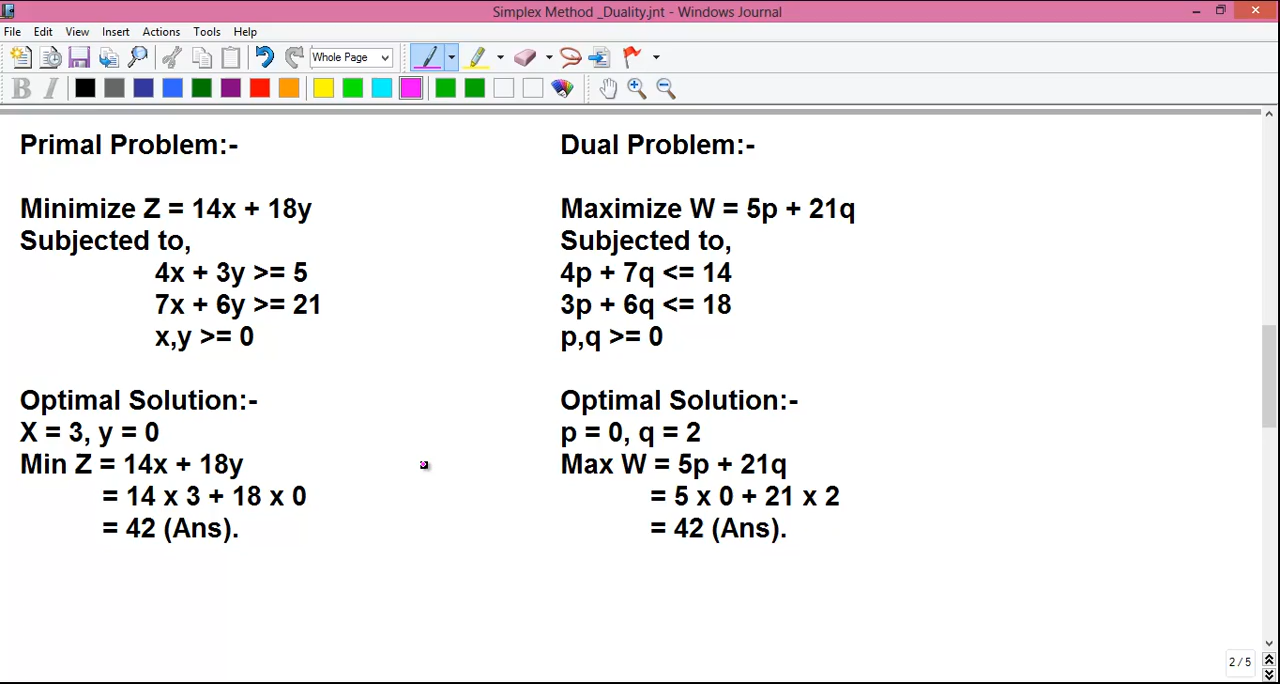 Simplex Method _Duality.jnt - Windows Journal
File Edit View Insert Actions Tools Help
Whole Page
B I
Primal Problem:-
Minimize Z = 14x + 18y
Subjected to,
4x + 3y >= 5
7x + 6y >= 21
x,y >= 0
Optimal Solution:-
X = 3, y = 0
Min Z = 14x + 18y
= 14 x 3 + 18 x 0
= 42 (Ans).
Dual Problem:-
Maximize W = 5p + 21q
Subjected to,
4p + 7q <= 14
3p + 6q <= 18
p,q >= 0
Optimal Solution:-
p = 0, q = 2
Max W = 5p + 21q
= 5 x 0 + 21 x 2
= 42 (Ans).
2 / 5